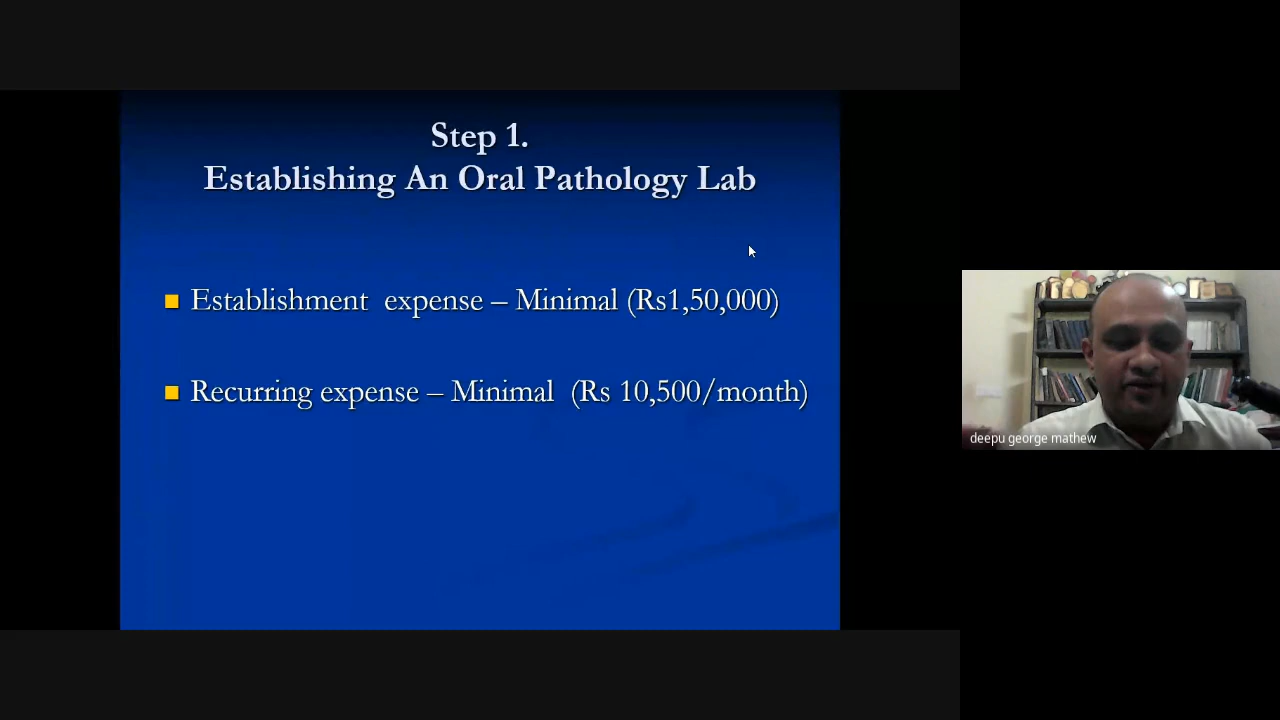 Step 1.
Establishing An Oral Pathology Lab
Establishment expense – Minimal (Rs1,50,000)
Recurring expense – Minimal (Rs 10,500/month)
deepu george mathew